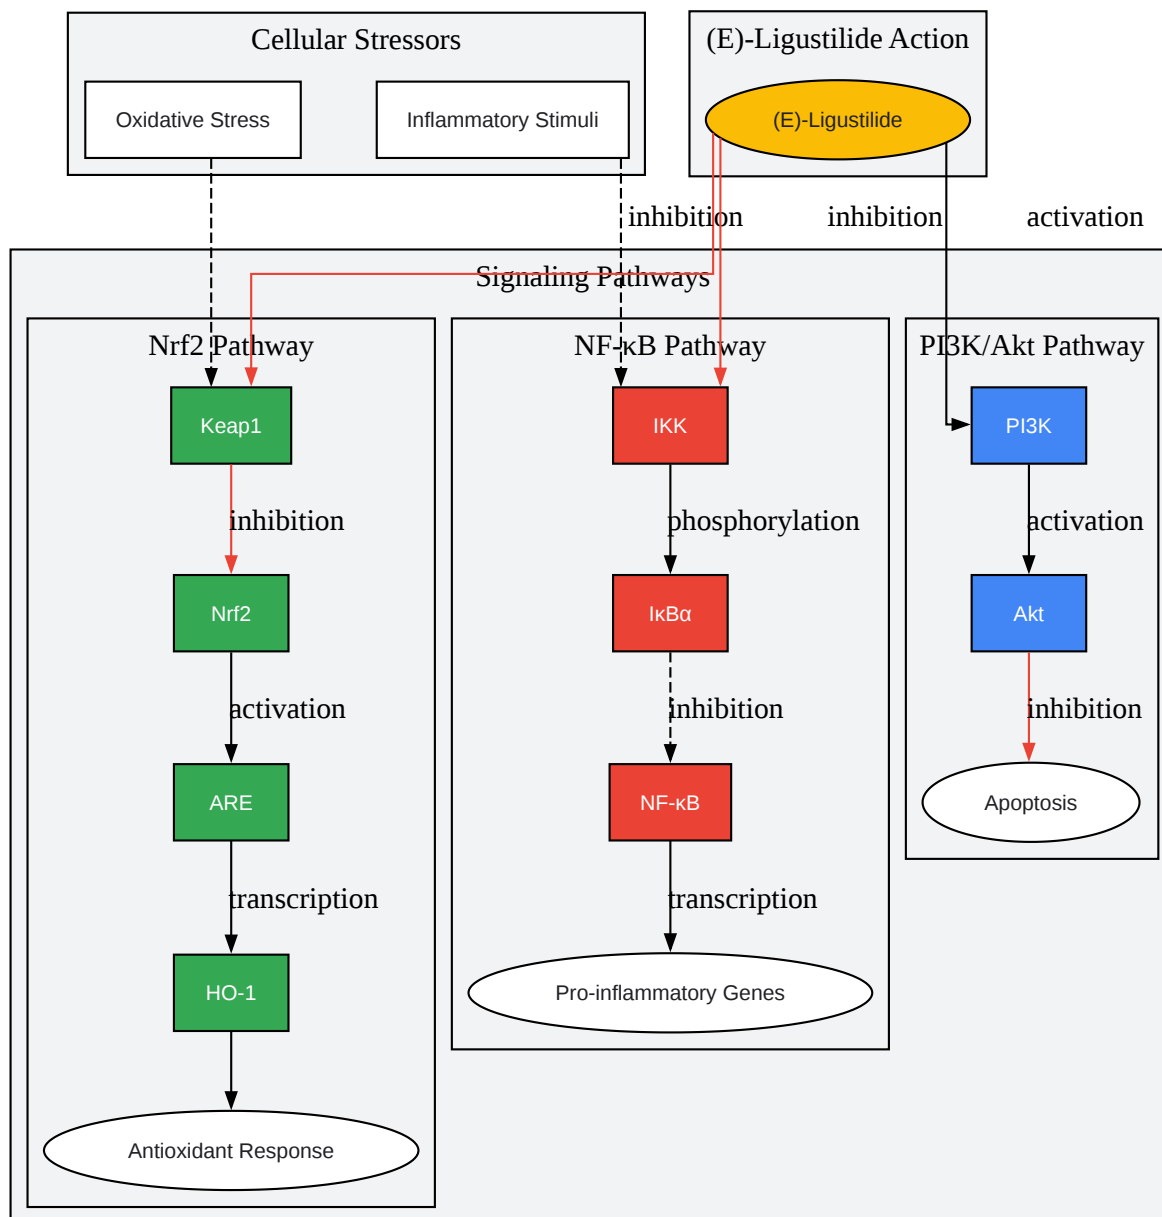 Cellular Stressors
(E)-Ligustilide Action
Oxidative Stress
Inflammatory Stimuli
(E)-Ligustilide
inhibition
inhibition
activation
Signaling Pathways
Nrf2 Pathway
NF-κB Pathway
PI3K/Akt Pathway
Keap1
IKK
PI3K
inhibition
phosphorylation
activation
Nrf2
IκBα
Akt
activation
inhibition
inhibition
ARE
NF-κB
Apoptosis
transcription
transcription
HO-1
Pro-inflammatory Genes
Antioxidant Response